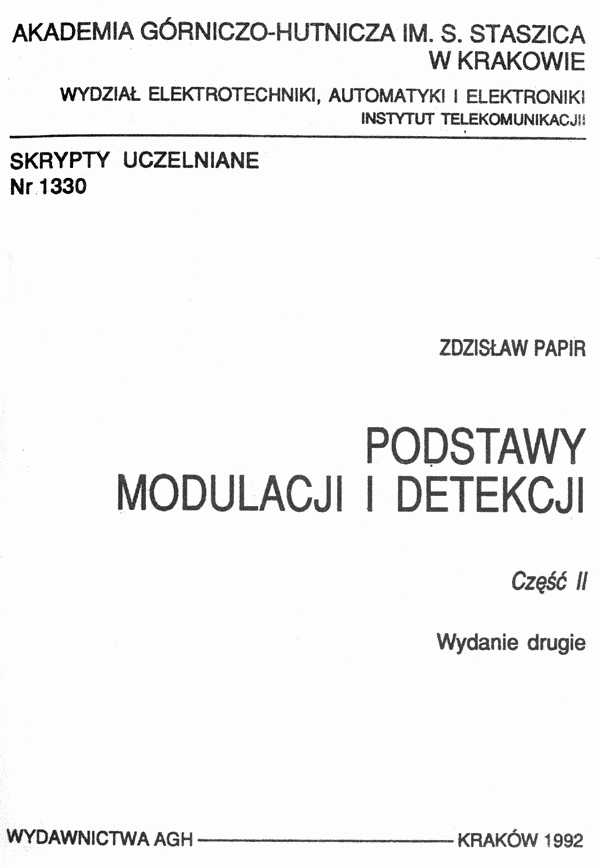 AKADEMIA GÓRNICZO-HUTNICZA IM. S. STASZICA
W KRAKOWIE
WYDZIAŁ ELEKTROTECHNIKI, AUTOMATYKI I ELEKTRONIKI
INSTYTUT TELEKOMUNIKACJI
SKRYPTY UCZELNIANE
Nr 1330
ZDZISŁAW PAPIR
PODSTAWY
MODULACJI I DETEKCJI
Część II
Wydanie drugie
WYDAWNICTWA AGH KRAKÓW 1992